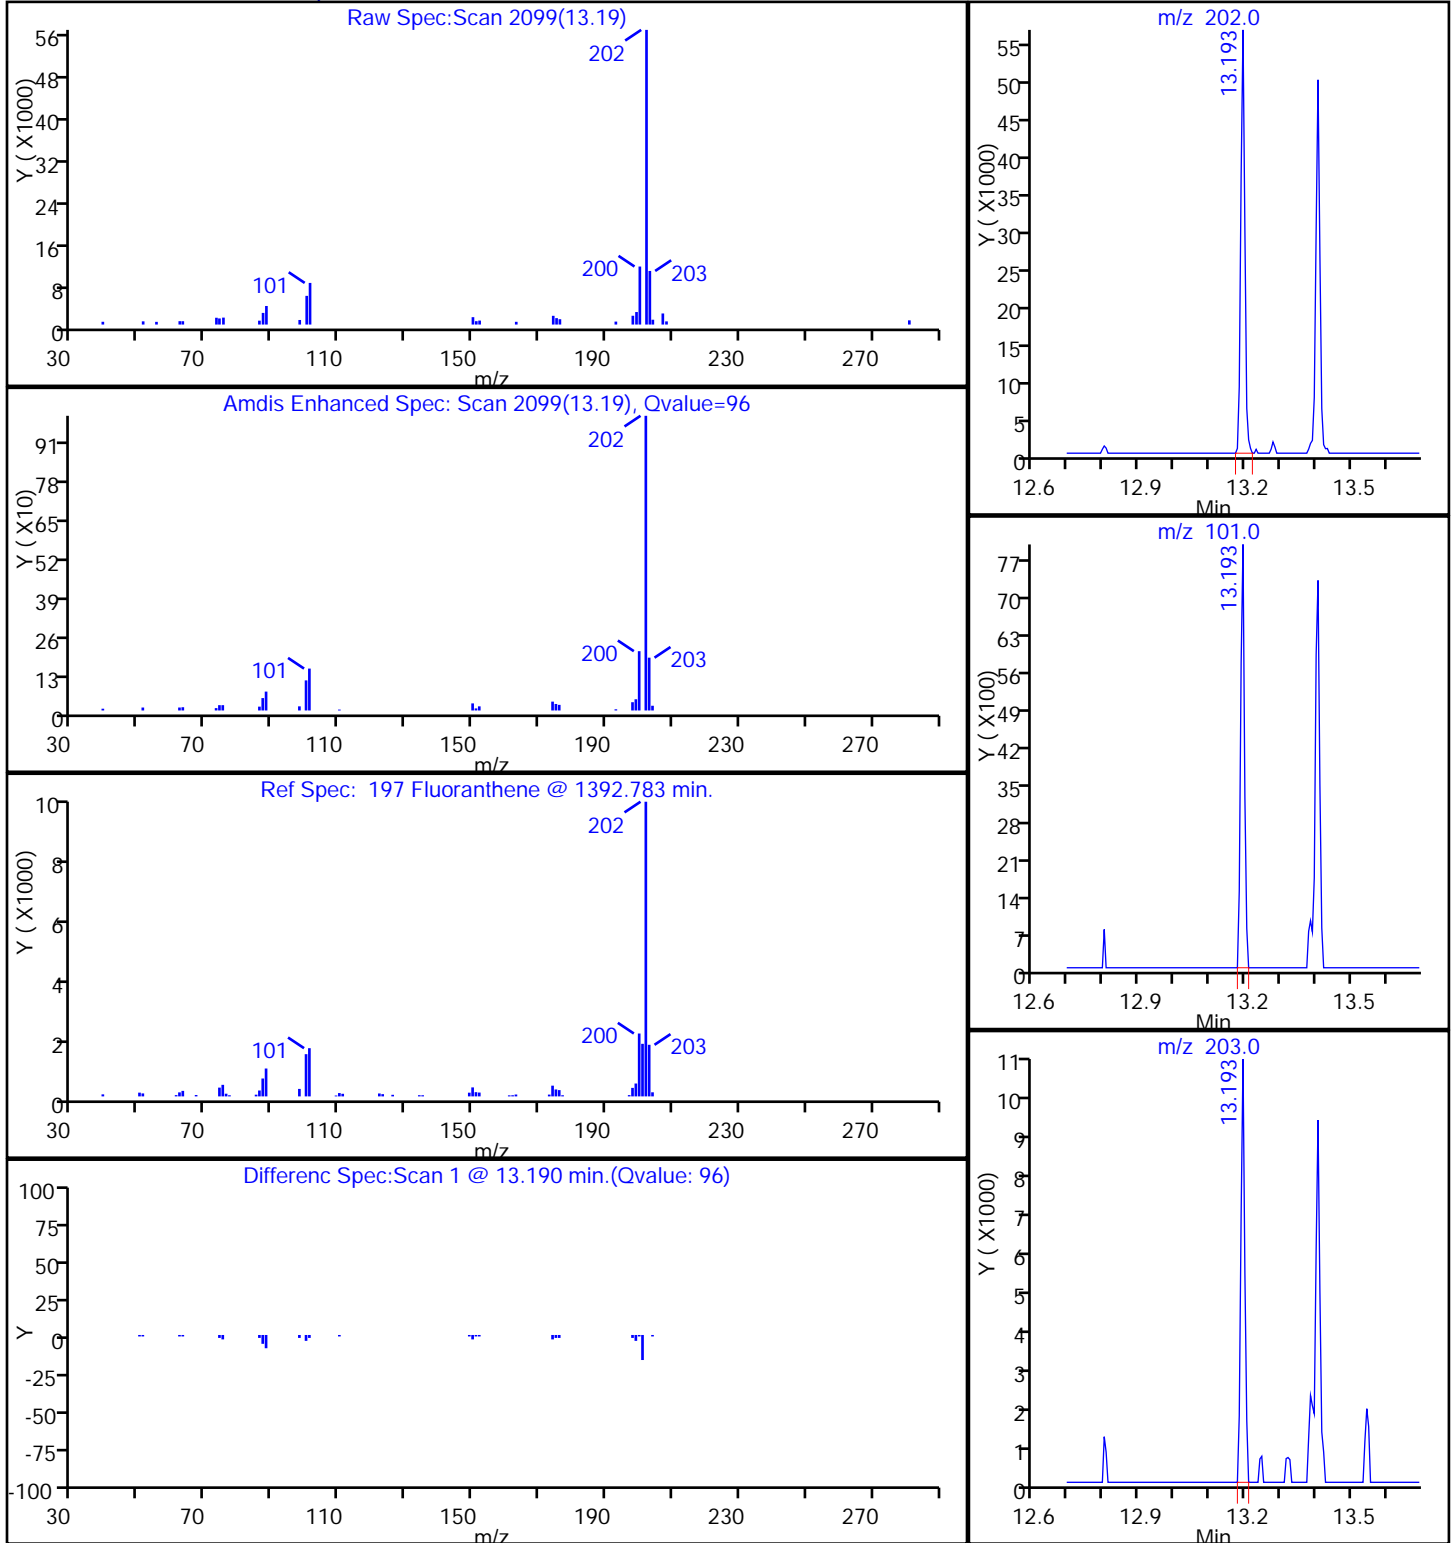 Raw Spec:Scan 2099(13.19)
Y ( X1000)
56
48
40
32
24
16
8
0
202
101
200
203
30 70 110 150 190 230 270
m/z
Amdis Enhanced Spec: Scan 2099(13.19), Qvalue=96
Y ( X10)
91
78
65
52
39
26
13
0
202
101
200
203
30 70 110 150 190 230 270
m/z
Ref Spec:  197 Fluoranthene @ 1392.783 min.
Y ( X1000)
10
8
6
4
2
0
202
101
200
203
30 70 110 150 190 230 270
m/z
Differenc Spec:Scan 1 @ 13.190 min.(Qvalue: 96)
Y
100
75
50
25
0
-25
-50
-75
-100
30 70 110 150 190 230 270
m/z
m/z  202.0
13.193
Y ( X1000)
55
50
45
40
35
30
25
20
15
10
5
0
12.6 12.9 13.2 13.5
Min
m/z  101.0
13.193
Y ( X100)
77
70
63
56
49
42
35
28
21
14
7
0
12.6 12.9 13.2 13.5
Min
m/z  203.0
13.193
Y ( X1000)
11
10
9
8
7
6
5
4
3
2
1
0
12.6 12.9 13.2 13.5
Min